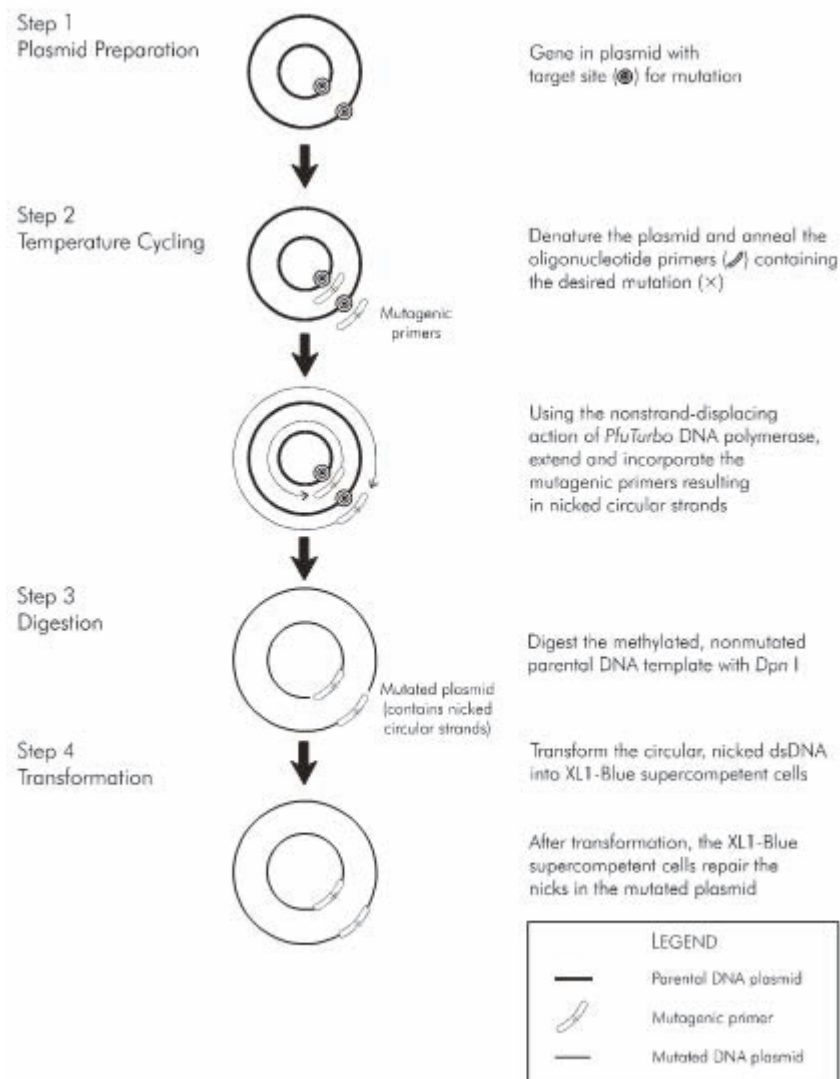 Step 1
Plasmid Preparation
Gene in plasmid with
target site (◎) for mutation
Step 2
Temperature Cycling
Denature the plasmid and anneal the
oligonucleotide primers ( ) containing
the desired mutation (×)
Mutagenic
primers
Using the nonstrand-displacing
action of PfuTurbo DNA polymerase,
extend and incorporate the
mutagenic primers resulting
in nicked circular strands
Step 3
Digestion
Digest the methylated, nonmutated
parental DNA template with Dpn I
Mutated plasmid
(contains nicked
circular strands)
Step 4
Transformation
Transform the circular, nicked dsDNA
into XL1-Blue supercompetent cells
After transformation, the XL1-Blue
supercompetent cells repair the
nicks in the mutated plasmid
LEGEND
Parental DNA plasmid
Mutagenic primer
Mutated DNA plasmid